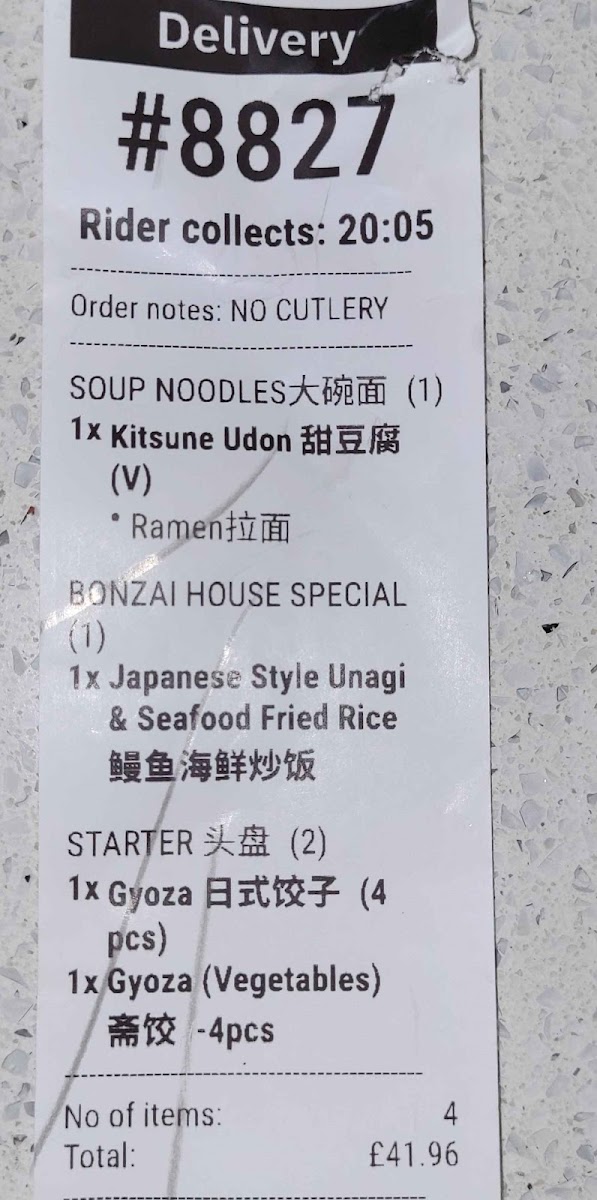 Delivery
#8827
Rider collects: 20:05
Order notes: NO CUTLERY
SOUP NOODLES大碗面 (1)
1x Kitsune Udon 甜豆腐
(V)
• Ramen拉面
BONZAI HOUSE SPECIAL
(1)
1x Japanese Style Unagi
& Seafood Fried Rice
鳗鱼海鲜炒饭
STARTER 头盘 (2)
1x Gyoza 日式饺子 (4
pcs)
1x Gyoza (Vegetables)
斋饺 -4pcs
No of items: 4
Total: £41.96